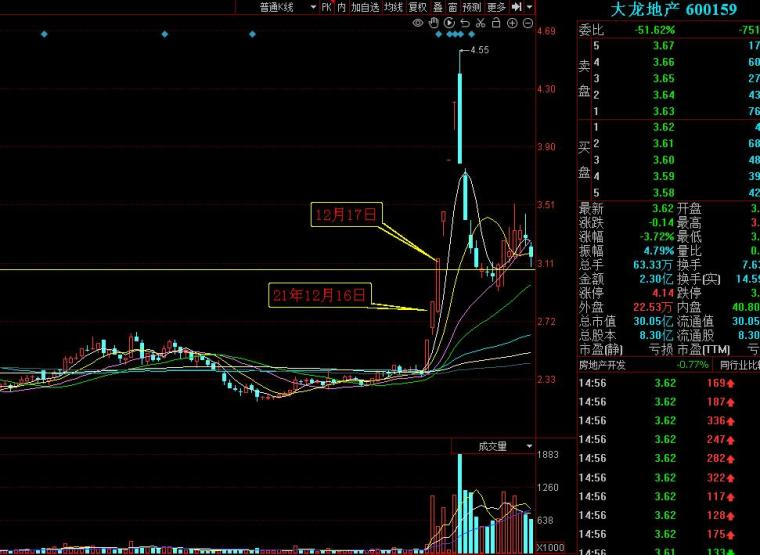 普通K线 PK 内 加自选 均线 复权 叠 窗 预测 更多
大龙地产 600159
4.69
4.55
4.30
3.90
3.51
3.11
2.72
2.33
12月17日
21年12月16日
成交量
1883
1260
638
X1000
委比 -51.62% -751
卖盘
5 3.67 17
4 3.66 60
3 3.65 27
2 3.64 43
1 3.63 76
买盘
1 3.62 4
2 3.61 68
3 3.60 48
4 3.59 39
5 3.58 42
最新 3.62 开盘 3.
涨跌 -0.14 最高 3.
涨幅 -3.72% 最低 3.
振幅 4.79% 量比 0.
总手 63.33万 换手 7.63
金额 2.30亿 换手(实) 14.59
涨停 4.14 跌停 3.
外盘 22.53万 内盘 40.80
总市值 30.05亿 流通值 30.05
总股本 8.30亿 流通股 8.30
市盈(静) 亏损 市盈(TTM) 亏
房地产开发 -0.77% 同行业比较
14:56 3.62 169
14:56 3.62 187
14:56 3.62 336
14:56 3.62 247
14:56 3.62 282
14:56 3.62 322
14:56 3.62 117
14:56 3.62 128
14:56 3.62 175
14:56 3.61 133